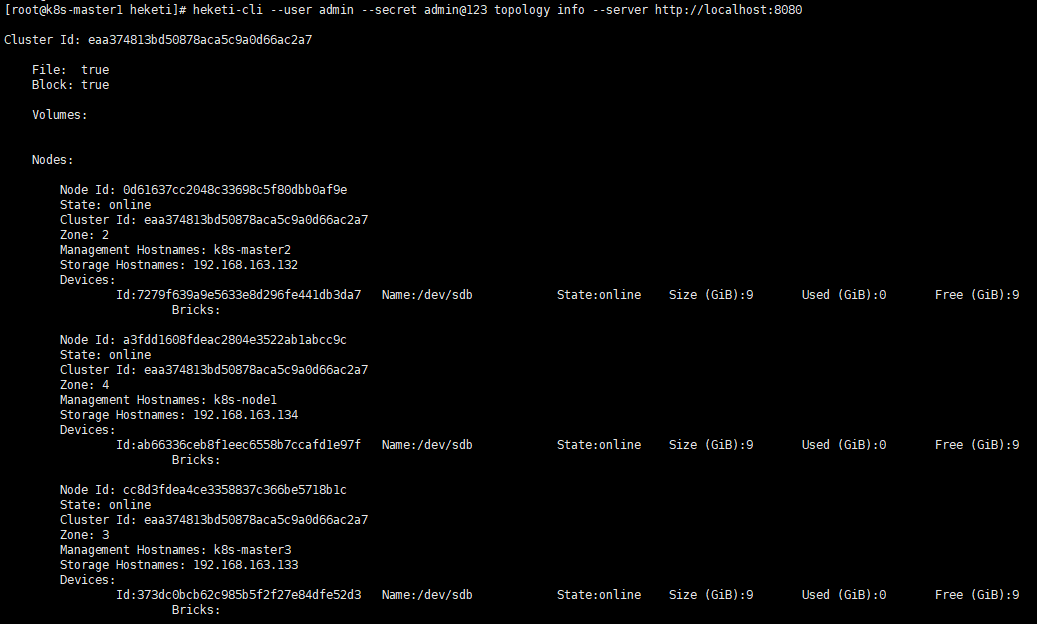 [root@k8s-master1 heketi]# heketi-cli --user admin --secret admin@123 topology info --server http://localhost:8080
Cluster Id: eaa374813bd50878aca5c9a0d66ac2a7
File: true
Block: true
Volumes:
Nodes:
Node Id: 0d61637cc2048c33698c5f80dbb0af9e
State: online
Cluster Id: eaa374813bd50878aca5c9a0d66ac2a7
Zone: 2
Management Hostnames: k8s-master2
Storage Hostnames: 192.168.163.132
Devices:
Id:7279f639a9e5633e8d296fe441db3da7 Name:/dev/sdb State:online Size (GiB):9 Used (GiB):0 Free (GiB):9
Bricks:
Node Id: a3fdd1608fdeac2804e3522ab1abcc9c
State: online
Cluster Id: eaa374813bd50878aca5c9a0d66ac2a7
Zone: 4
Management Hostnames: k8s-node1
Storage Hostnames: 192.168.163.134
Devices:
Id:ab66336ceb8f1eec6558b7ccafd1e97f Name:/dev/sdb State:online Size (GiB):9 Used (GiB):0 Free (GiB):9
Bricks:
Node Id: cc8d3fdea4ce3358837c366be5718b1c
State: online
Cluster Id: eaa374813bd50878aca5c9a0d66ac2a7
Zone: 3
Management Hostnames: k8s-master3
Storage Hostnames: 192.168.163.133
Devices:
Id:373dc0bcb62c985b5f2f27e84dfe52d3 Name:/dev/sdb State:online Size (GiB):9 Used (GiB):0 Free (GiB):9
Bricks: